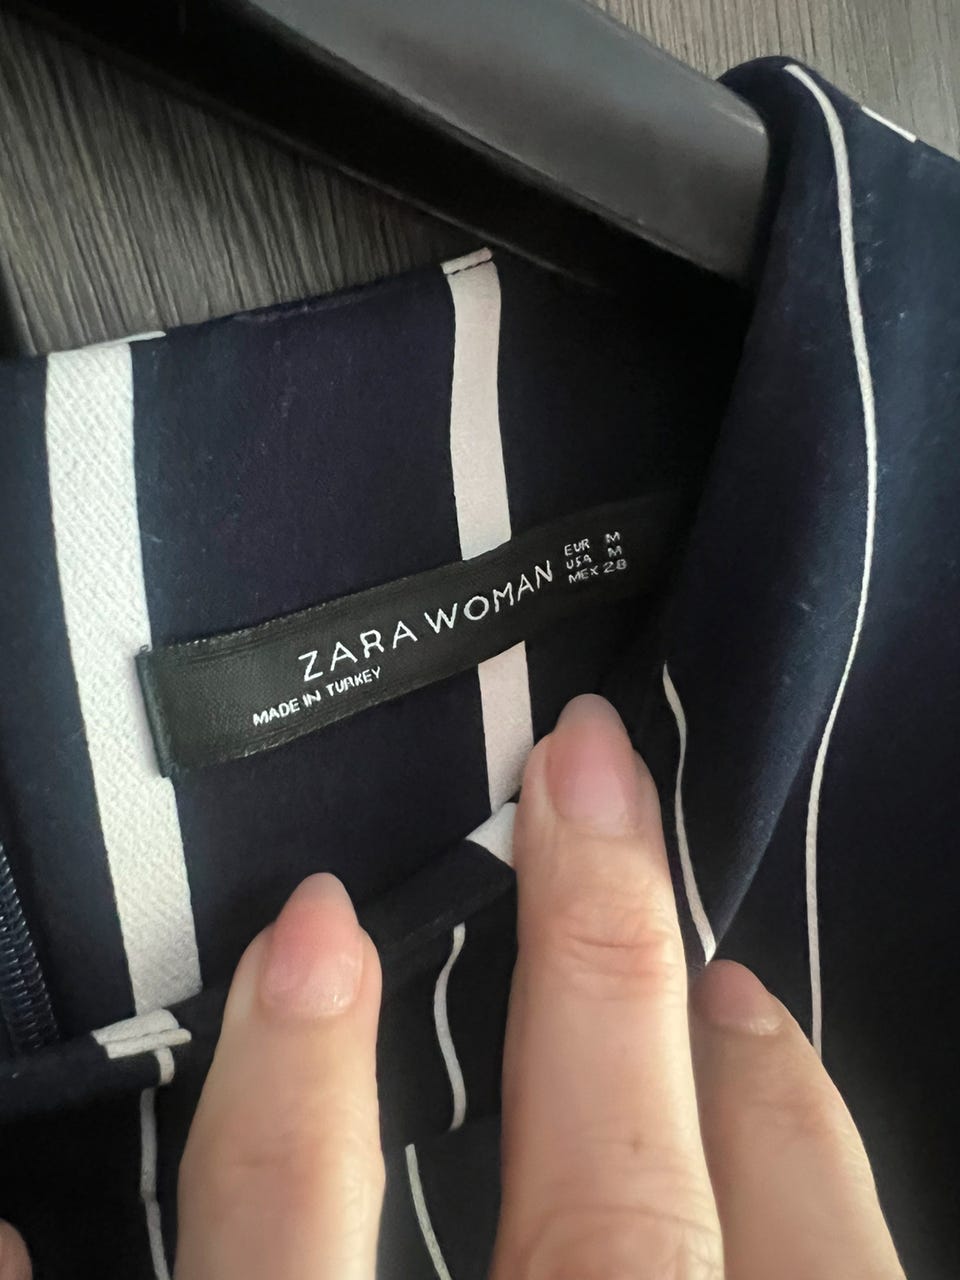 ZARA WOMAN
MADE IN TURKEY
EUR M
USA M
MEX 28